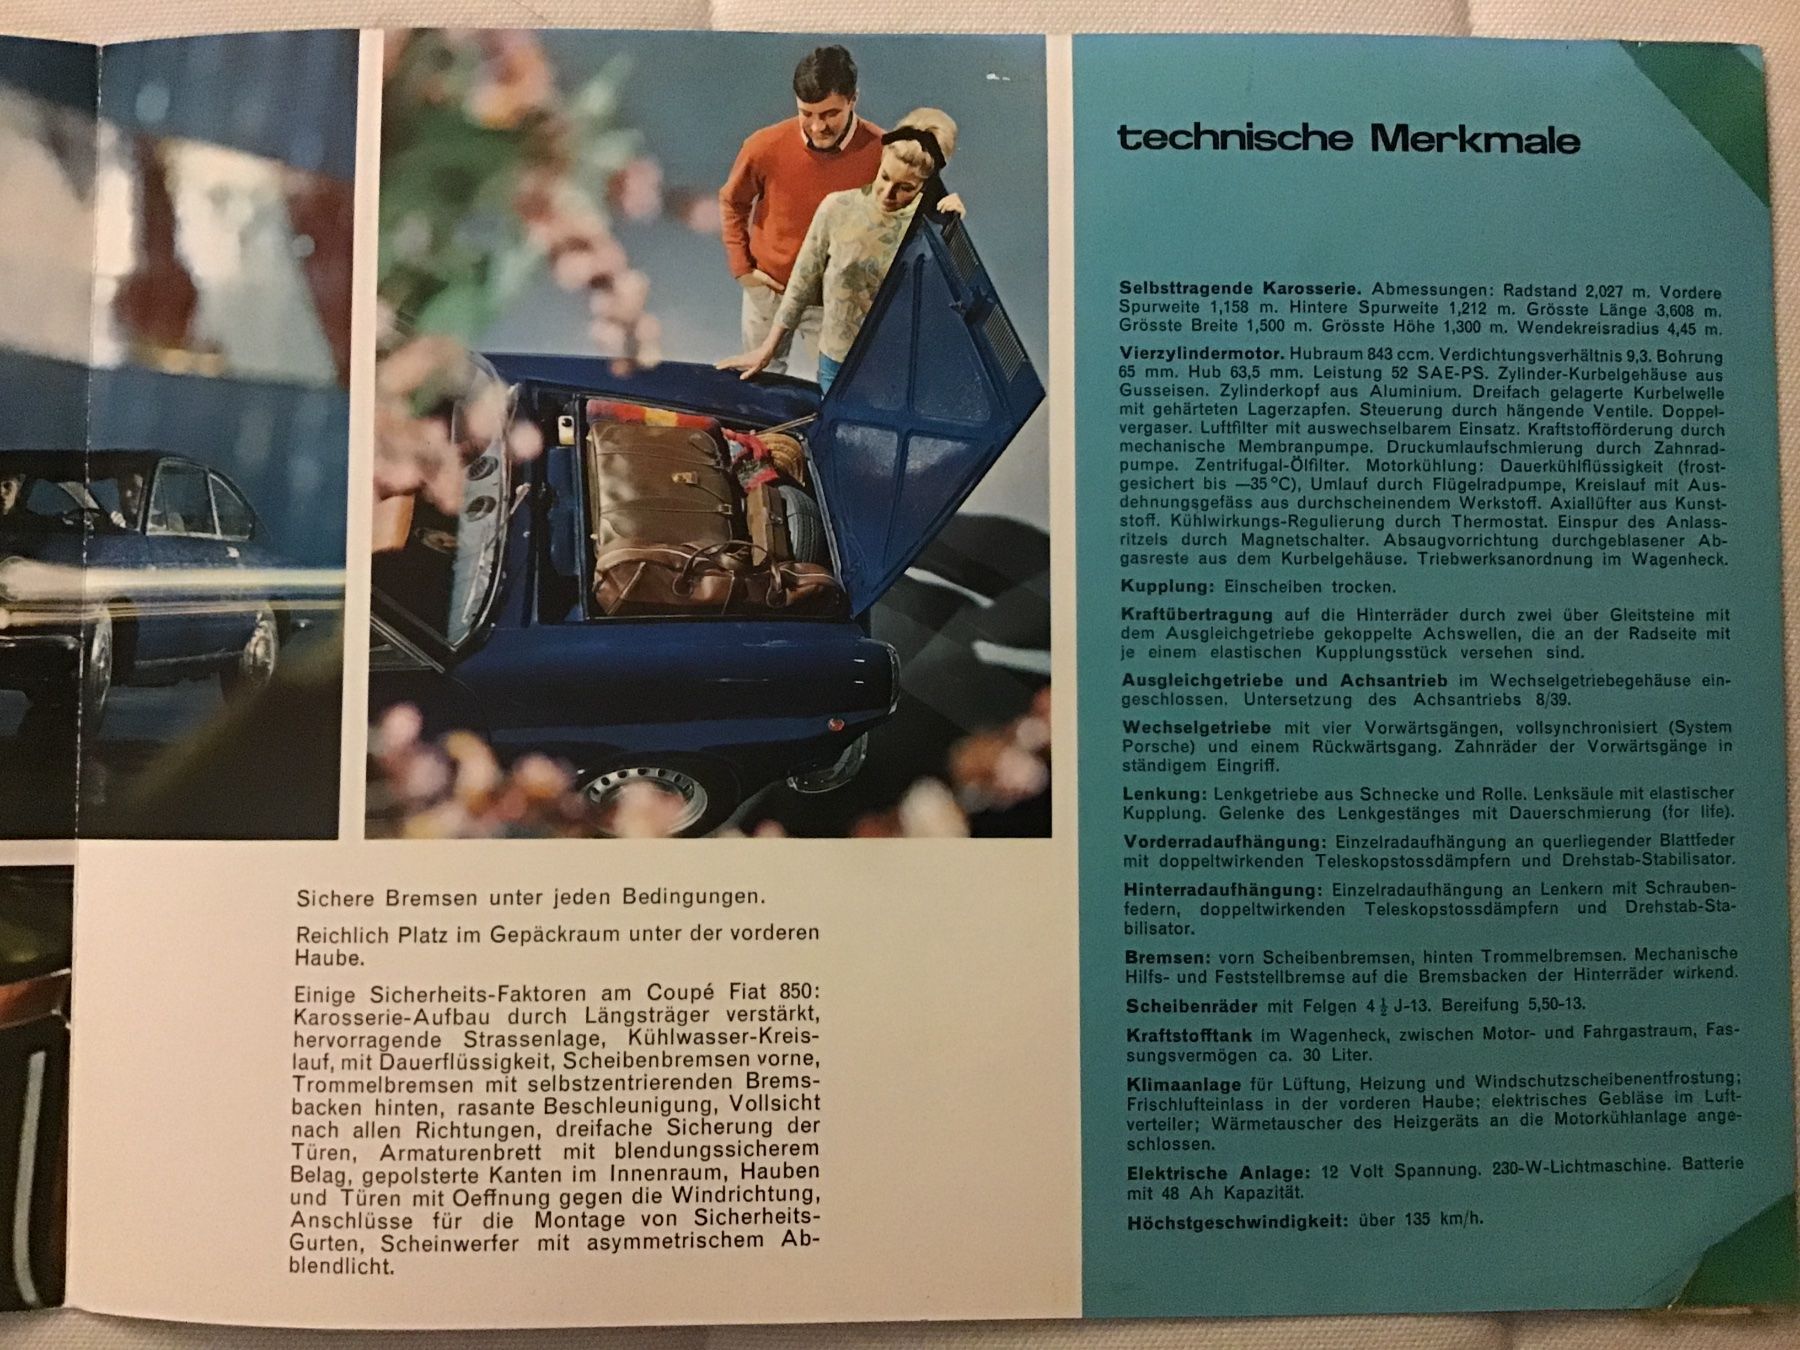 Sichere Bremsen unter jeden Bedingungen.
Reichlich Platz im Gepäckraum unter der vorderen
Haube.
Einige Sicherheits-Faktoren am Coupé Fiat 850:
Karosserie-Aufbau durch Längsträger verstärkt,
hervorragende Strassenlage, Kühlwasser-Kreis-
lauf, mit Dauerflüssigkeit, Scheibenbremsen vorne,
Trommelbremsen mit selbstzentrierenden Brems-
backen hinten, rasante Beschleunigung, Vollsicht
nach allen Richtungen, dreifache Sicherung der
Türen, Armaturenbrett mit blendungssicherem
Belag, gepolsterte Kanten im Innenraum, Hauben
und Türen mit Oeffnung gegen die Windrichtung,
Anschlüsse für die Montage von Sicherheits-
Gurten, Scheinwerfer mit asymmetrischem Ab-
blendlicht.
technische Merkmale
Selbsttragende Karosserie. Abmessungen: Radstand 2,027 m. Vordere
Spurweite 1,158 m. Hintere Spurweite 1,212 m. Grösste Länge 3,608 m.
Grösste Breite 1,500 m. Grösste Höhe 1,300 m. Wendekreisradius 4,45 m.
Vierzylindermotor. Hubraum 843 ccm. Verdichtungsverhältnis 9,3. Bohrung
65 mm. Hub 63,5 mm. Leistung 52 SAE-PS. Zylinder-Kurbelgehäuse aus
Gusseisen. Zylinderkopf aus Aluminium. Dreifach gelagerte Kurbelwelle
mit gehärteten Lagerzapfen. Steuerung durch hängende Ventile. Doppel-
vergaser. Luftfilter mit auswechselbarem Einsatz. Kraftstofförderung durch
mechanische Membranpumpe. Druckumlaufschmierung durch Zahnrad-
pumpe. Zentrifugal-Ölfilter. Motorkühlung: Dauerkühlflüssigkeit (frost-
gesichert bis —35 °C), Umlauf durch Flügelradpumpe, Kreislauf mit Aus-
dehnungsgefäss aus durchscheinendem Werkstoff. Axiallüfter aus Kunst-
stoff. Kühlwirkungs-Regulierung durch Thermostat. Einspur des Anlass-
ritzels durch Magnetschalter. Absaugvorrichtung durchgeblasener Ab-
gasreste aus dem Kurbelgehäuse. Triebwerksanordnung im Wagenheck.
Kupplung: Einscheiben trocken.
Kraftübertragung auf die Hinterräder durch zwei über Gleitsteine mit
dem Ausgleichgetriebe gekoppelte Achswellen, die an der Radseite mit
je einem elastischen Kupplungsstück versehen sind.
Ausgleichgetriebe und Achsantrieb im Wechselgetriebegehäuse ein-
geschlossen. Untersetzung des Achsantriebs 8/39.
Wechselgetriebe mit vier Vorwärtsgängen, vollsynchronisiert (System
Porsche) und einem Rückwärtsgang. Zahnräder der Vorwärtsgänge in
ständigem Eingriff.
Lenkung: Lenkgetriebe aus Schnecke und Rolle. Lenksäule mit elastischer
Kupplung. Gelenke des Lenkgestänges mit Dauerschmierung (for life).
Vorderradaufhängung: Einzelradaufhängung an querliegender Blattfeder
mit doppeltwirkenden Teleskopstossdämpfern und Drehstab-Stabilisator.
Hinterradaufhängung: Einzelradaufhängung an Lenkern mit Schrauben-
federn, doppeltwirkenden Teleskopstossdämpfern und Drehstab-Sta-
bilisator.
Bremsen: vorn Scheibenbremsen, hinten Trommelbremsen. Mechanische
Hilfs- und Feststellbremse auf die Bremsbacken der Hinterräder wirkend.
Scheibenräder mit Felgen 4 ½ J-13. Bereifung 5,50-13.
Kraftstofftank im Wagenheck, zwischen Motor- und Fahrgastraum, Fas-
sungsvermögen ca. 30 Liter.
Klimaanlage für Lüftung, Heizung und Windschutzscheibenentfrostung;
Frischlufteinlass in der vorderen Haube; elektrisches Gebläse im Luft-
verteiler; Wärmetauscher des Heizgeräts an die Motorkühlanlage ange-
schlossen.
Elektrische Anlage: 12 Volt Spannung. 230-W-Lichtmaschine. Batterie
mit 48 Ah Kapazität.
Höchstgeschwindigkeit: über 135 km/h.